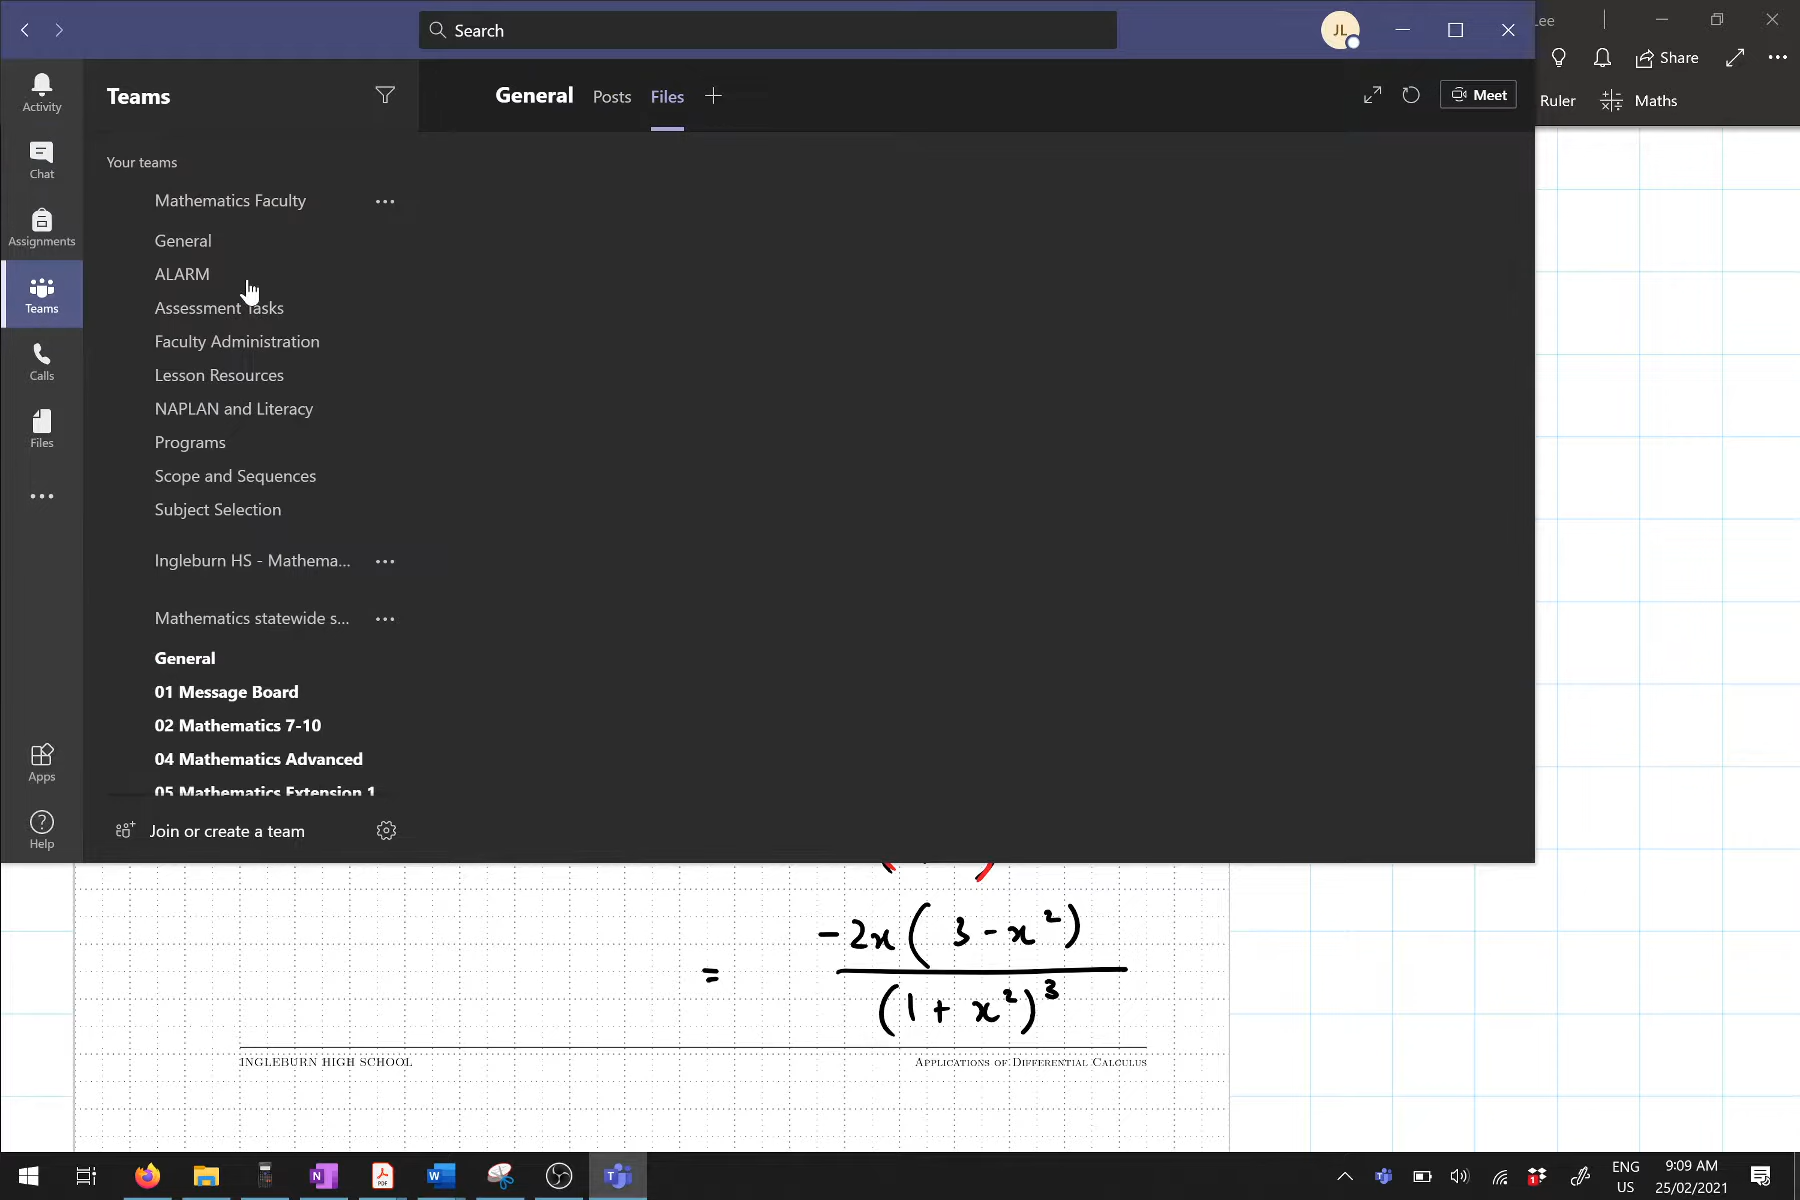 Search
JL
Lee
Share
Ruler
Maths
Activity
Chat
Assignments
Teams
Calls
Files
Apps
Help
Teams
Your teams
Mathematics Faculty
General
ALARM
Assessment Tasks
Faculty Administration
Lesson Resources
NAPLAN and Literacy
Programs
Scope and Sequences
Subject Selection
Ingleburn HS - Mathema...
Mathematics statewide s...
General
01 Message Board
02 Mathematics 7-10
04 Mathematics Advanced
05 Mathematics Extension 1
Join or create a team
General Posts Files
Meet
-2x(3-x²)
=
(1+x²)³
INGLEBURN HIGH SCHOOL
APPLICATIONS OF DIFFERENTIAL CALCULUS
ENG
US
9:09 AM
25/02/2021